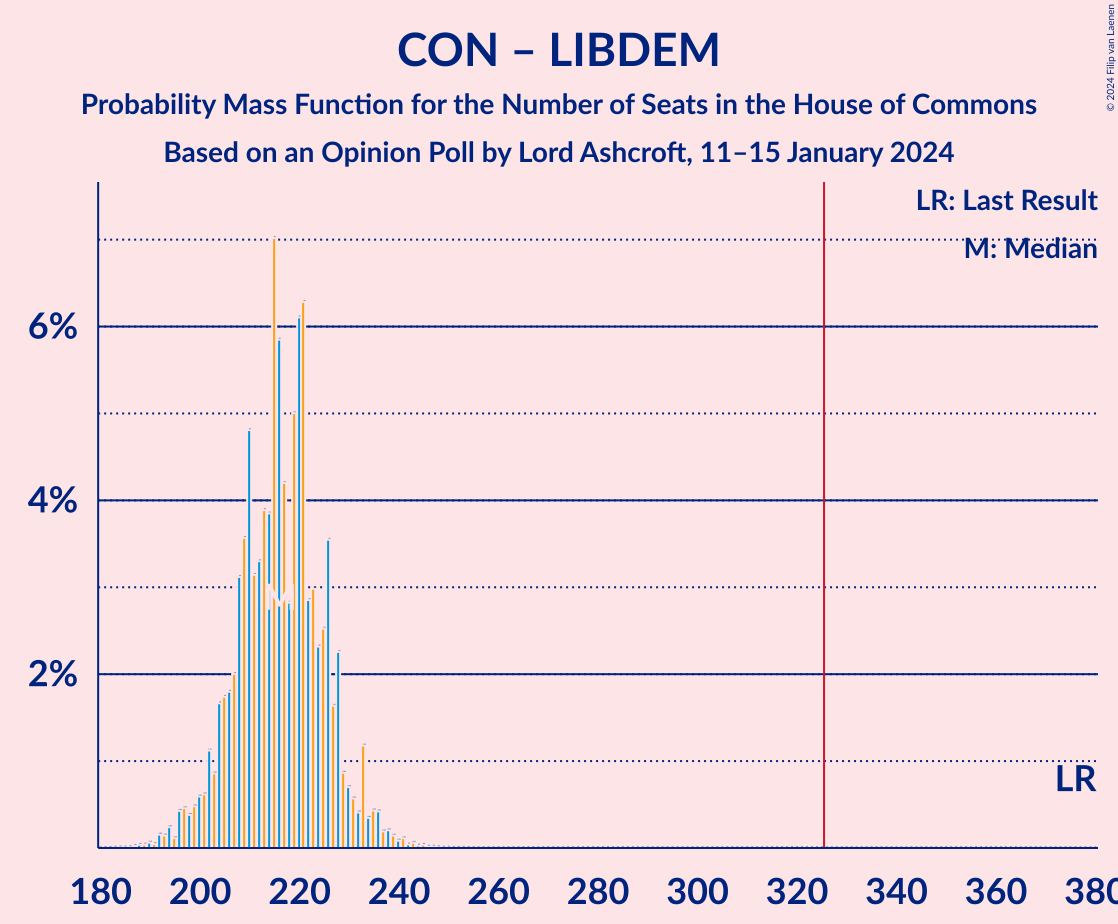 CON – LIBDEM
Probability Mass Function for the Number of Seats in the House of Commons
Based on an Opinion Poll by Lord Ashcroft, 11–15 January 2024
© 2024 Filip van Laenen
LR: Last Result
M: Median
6%
4%
2%
M
LR
180 200 220 240 260 280 300 320 340 360 380